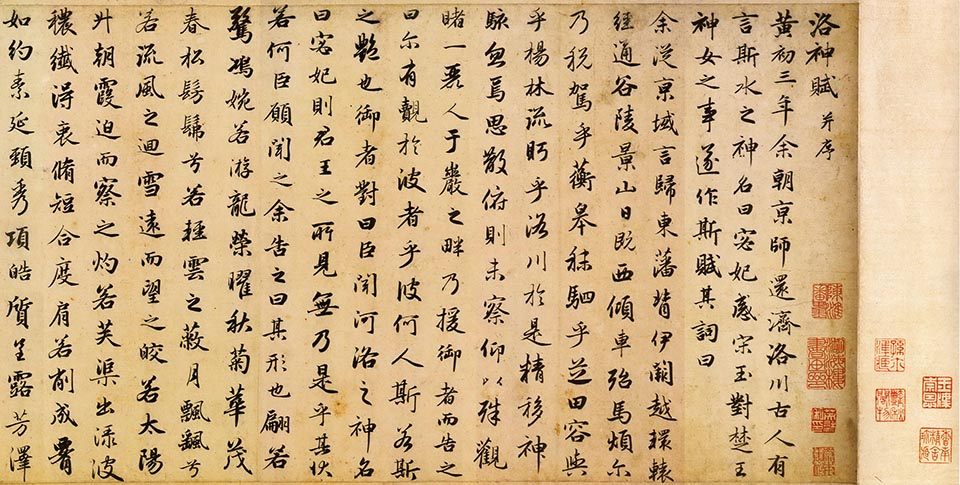 洛神賦 并序
黄初三年余朝京師還濟洛川古人有
言斯水之神名曰宓妃感宋玉對楚王
神女之事遂作斯賦其詞曰
余從京域言歸東藩背伊闕越轘轅
經通谷陵景山日既西傾車殆馬煩尓
乃税駕乎蘅皋秣駟乎芝田容與
乎楊林流眄乎洛川於是精移神
駭忽焉思散俯則未察仰以殊觀
睹一麗人于巖之畔乃援御者而告之
曰尓有覿於彼者乎彼何人斯若斯
之豔也御者對曰臣聞河洛之神名
曰宓妃則君王之所見無乃是乎其狀
若何臣願聞之余告之曰其形也翩若
驚鴻婉若游龍榮曜秋菊華茂
春松髣髴兮若輕雲之蔽月飄飖兮
若流風之迴雪遠而望之皎若太陽
升朝霞迫而察之灼若芙渠出淥波
穠纖得衷脩短合度肩若削成腰
如約素延頸秀項皓質呈露芳澤